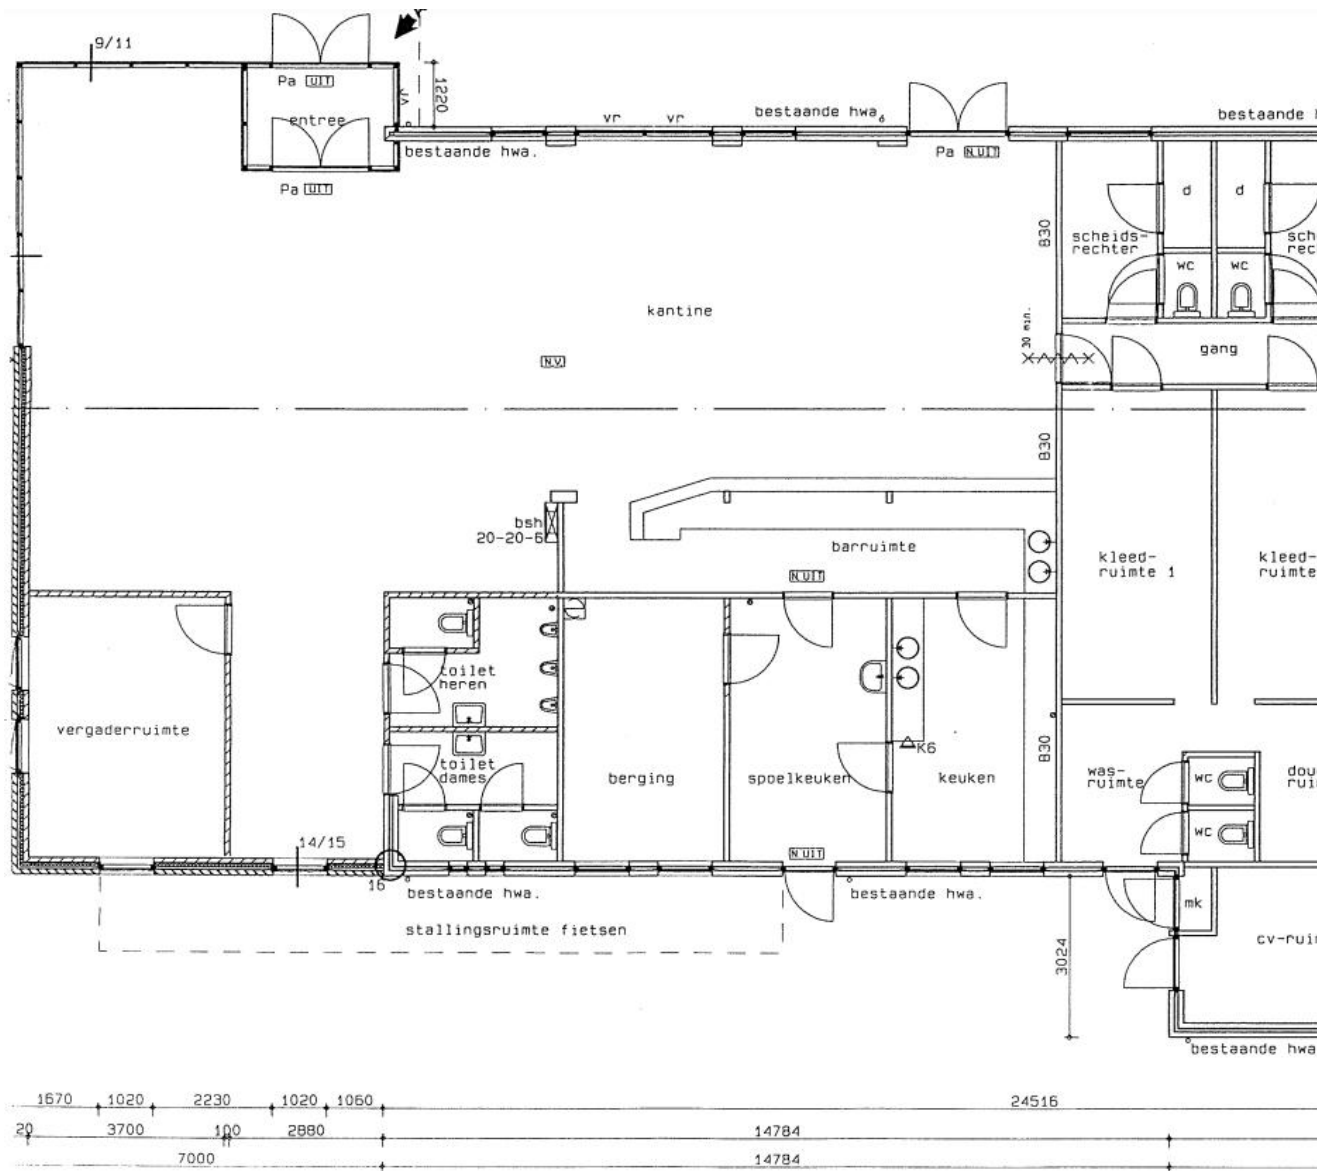 9/11
Pa UIT
1220
entree
vr
vr
bestaande hwa
bestaande
bestaande hwa.
Pa N.UIT
Pa UIT
d
d
B30
scheids-
rechter
wc
wc
kantine
30 min.
gang
N.V.
B30
bsh
20-20-6
barruimte
N.UIT
kleed-
ruimte 1
kleed-
ruimte
toilet
heren
vergaderruimte
toilet
dames
berging
spoelkeuken
K6
keuken
B30
was-
ruimte
wc
wc
14/15
N.UIT
16
bestaande hwa.
bestaande hwa.
mk
stallingsruimte fietsen
3024
bestaande hwa
1670 1020 2230 1020 1060 24516
20 3700 100 2880 14784
7000 14784